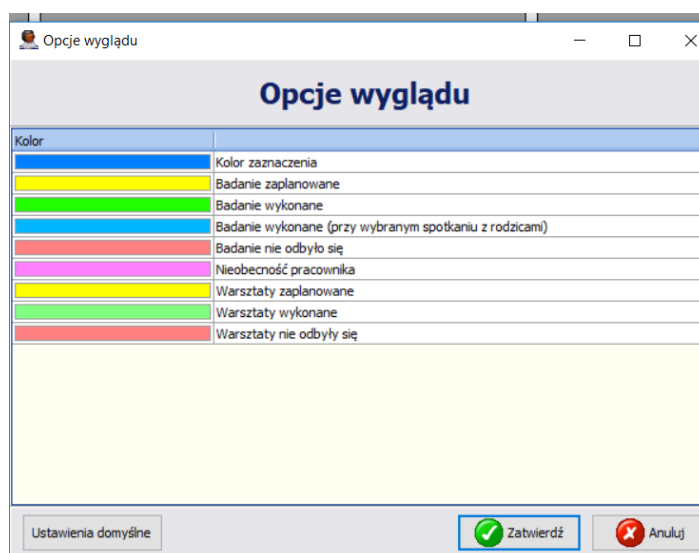 Opcje wyglądu
Opcje wyglądu
Kolor
Kolor zaznaczenia
Badanie zaplanowane
Badanie wykonane
Badanie wykonane (przy wybranym spotkaniu z rodzicami)
Badanie nie odbyło się
Nieobecność pracownika
Warsztaty zaplanowane
Warsztaty wykonane
Warsztaty nie odbyły się
Ustawienia domyślne Zatwierdź Anuluj